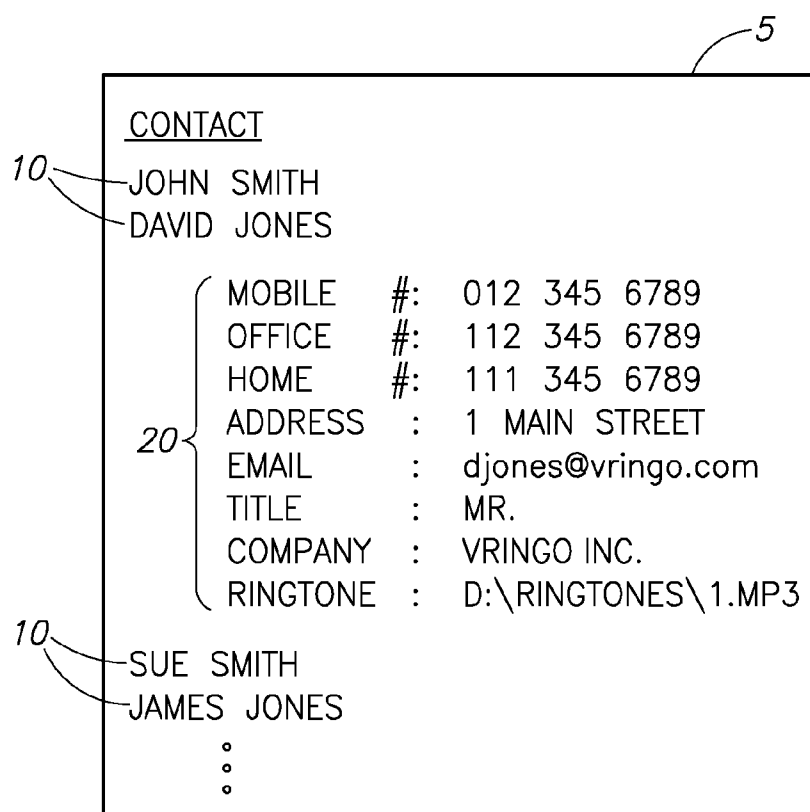 5
CONTACT
10
JOHN SMITH
DAVID JONES
20
MOBILE #: 012 345 6789
OFFICE #: 112 345 6789
HOME #: 111 345 6789
ADDRESS : 1 MAIN STREET
EMAIL : djones@vringo.com
TITLE : MR.
COMPANY : VRINGO INC.
RINGTONE : D:\RINGTONES\1.MP3
10
SUE SMITH
JAMES JONES